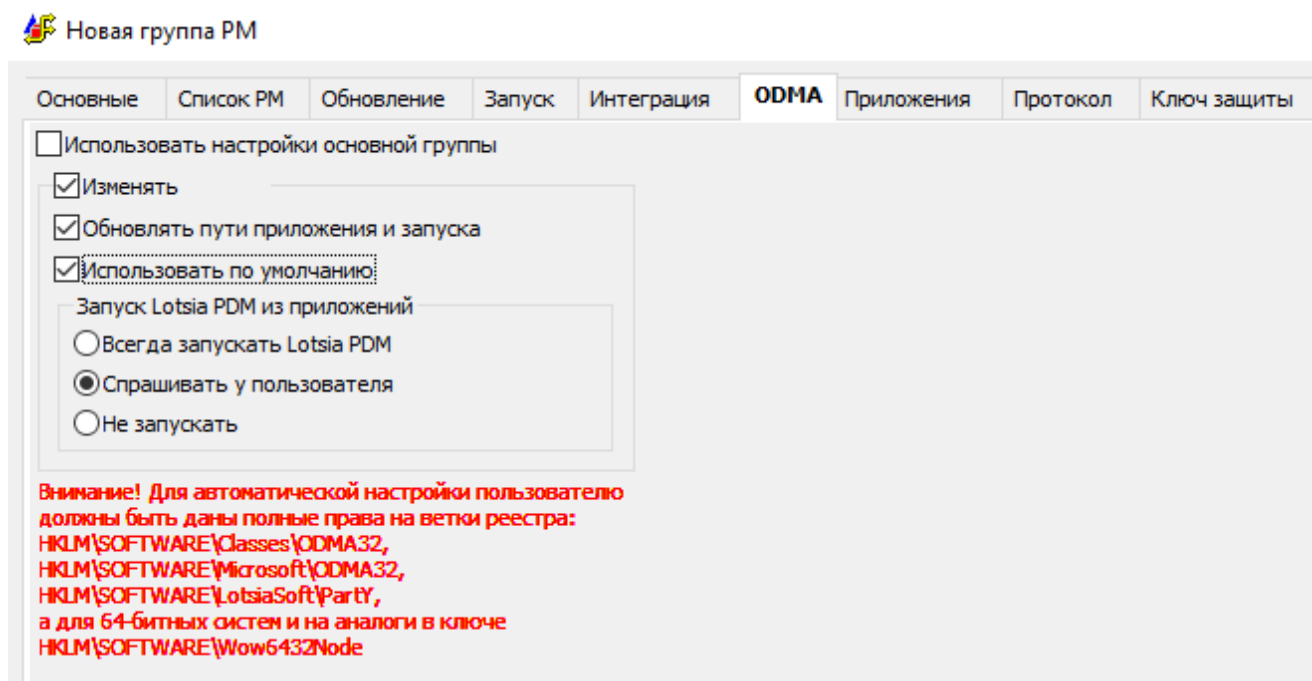 Новая группа РМ
Основные Список РМ Обновление Запуск Интеграция ODMA Приложения Протокол Ключ защиты
Использовать настройки основной группы
Изменять
Обновлять пути приложения и запуска
Использовать по умолчанию
Запуск Lotsia PDM из приложений
Всегда запускать Lotsia PDM
Спрашивать у пользователя
Не запускать
Внимание! Для автоматической настройки пользователю
должны быть даны полные права на ветки реестра:
HKLM\SOFTWARE\Classes\ODMA32,
HKLM\SOFTWARE\Microsoft\ODMA32,
HKLM\SOFTWARE\LotsiaSoft\PartY,
а для 64-битных систем и на аналоги в ключе
HKLM\SOFTWARE\Wow6432Node